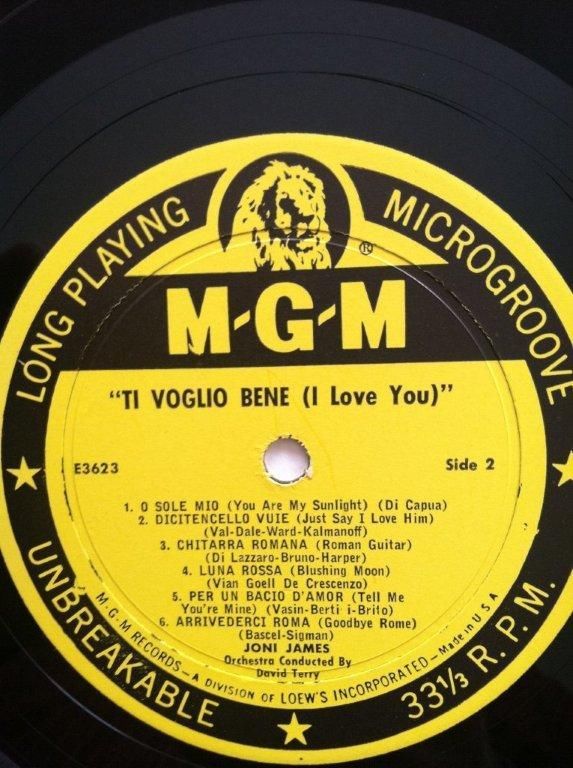 LONG PLAYING
MICROGROOVE
®
M-G-M
"TI VOGLIO BENE (I Love You)"
E3623
Side 2
1. O SOLE MIO (You Are My Sunlight) (Di Capua)
2. DICITENCELLO VUIE (Just Say I Love Him)
(Val-Dale-Ward-Kalmanoff)
3. CHITARRA ROMANA (Roman Guitar)
(Di Lazzaro-Bruno-Harper)
4. LUNA ROSSA (Blushing Moon)
(Vian Goell De Crescenzo)
5. PER UN BACIO D'AMOR (Tell Me
You're Mine) (Vasin-Berti i-Brito)
6. ARRIVEDERCI ROMA (Goodbye Rome)
(Bascel-Sigman)
JONI JAMES
Orchestra Conducted By
David Terry
M-G-M RECORDS—A DIVISION OF LOEW'S INCORPORATED—Made in U S A
UNBREAKABLE
33⅓ R.P.M.